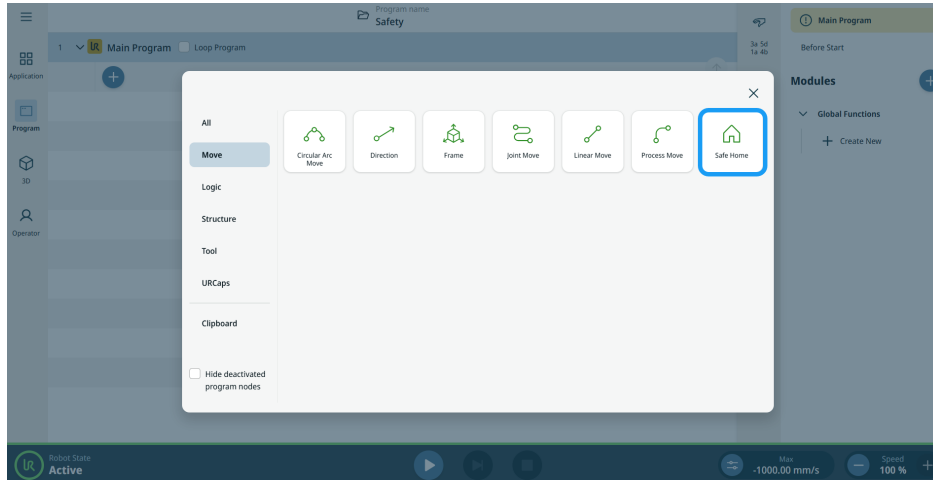 Program name
Safety
Main Program
1
UR
Main Program
Loop Program
3a 5d
1a 4b
Before Start
Application
Modules
All
Global Functions
Program
Move
Circular Arc
Move
Direction
Frame
Joint Move
Linear Move
Process Move
Safe Home
Create New
3D
Logic
Structure
Operator
Tool
URCaps
Clipboard
Hide deactivated
program nodes
UR
Robot State
Active
Max
-1000.00 mm/s
Speed
100 %